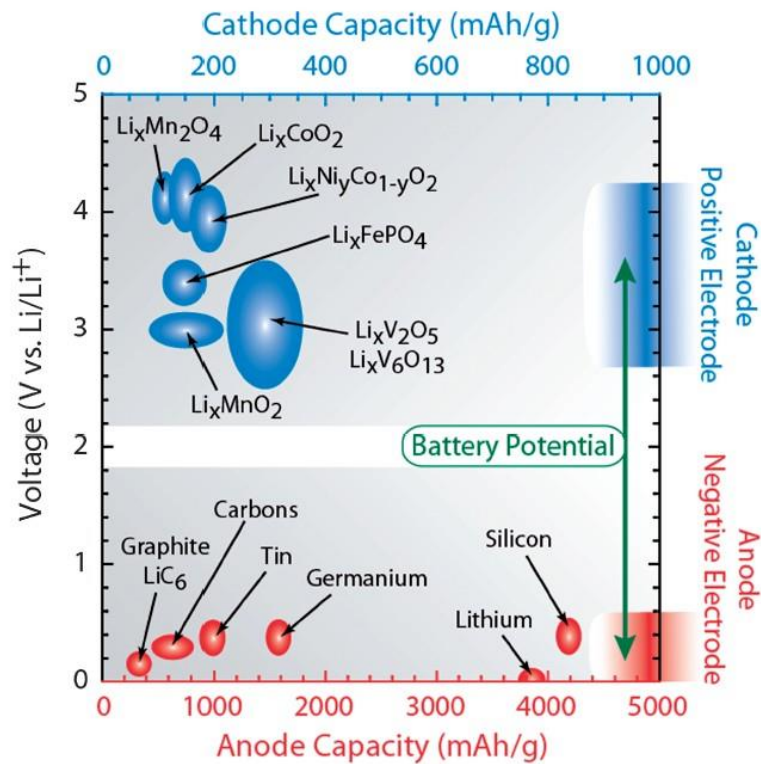 Cathode Capacity (mAh/g)
0 200 400 600 800 1000
5
4
3
2
1
0
Voltage (V vs. Li/Li⁺)
LiₓMn₂O₄
LiₓCoO₂
LiₓNiyCo₁₋yO₂
LiₓFePO₄
LiₓV₂O₅
LiₓV₆O₁₃
LiₓMnO₂
Cathode
Positive Electrode
Battery Potential
Anode
Negative Electrode
Carbons
Graphite
LiC₆
Tin
Germanium
Silicon
Lithium
0 1000 2000 3000 4000 5000
Anode Capacity (mAh/g)